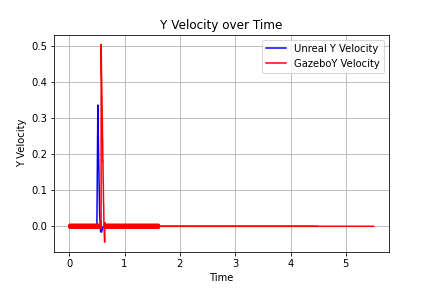 Y Velocity over Time
Unreal Y Velocity
GazeboY Velocity
Y Velocity
0.5
0.4
0.3
0.2
0.1
0.0
0 1 2 3 4 5
Time